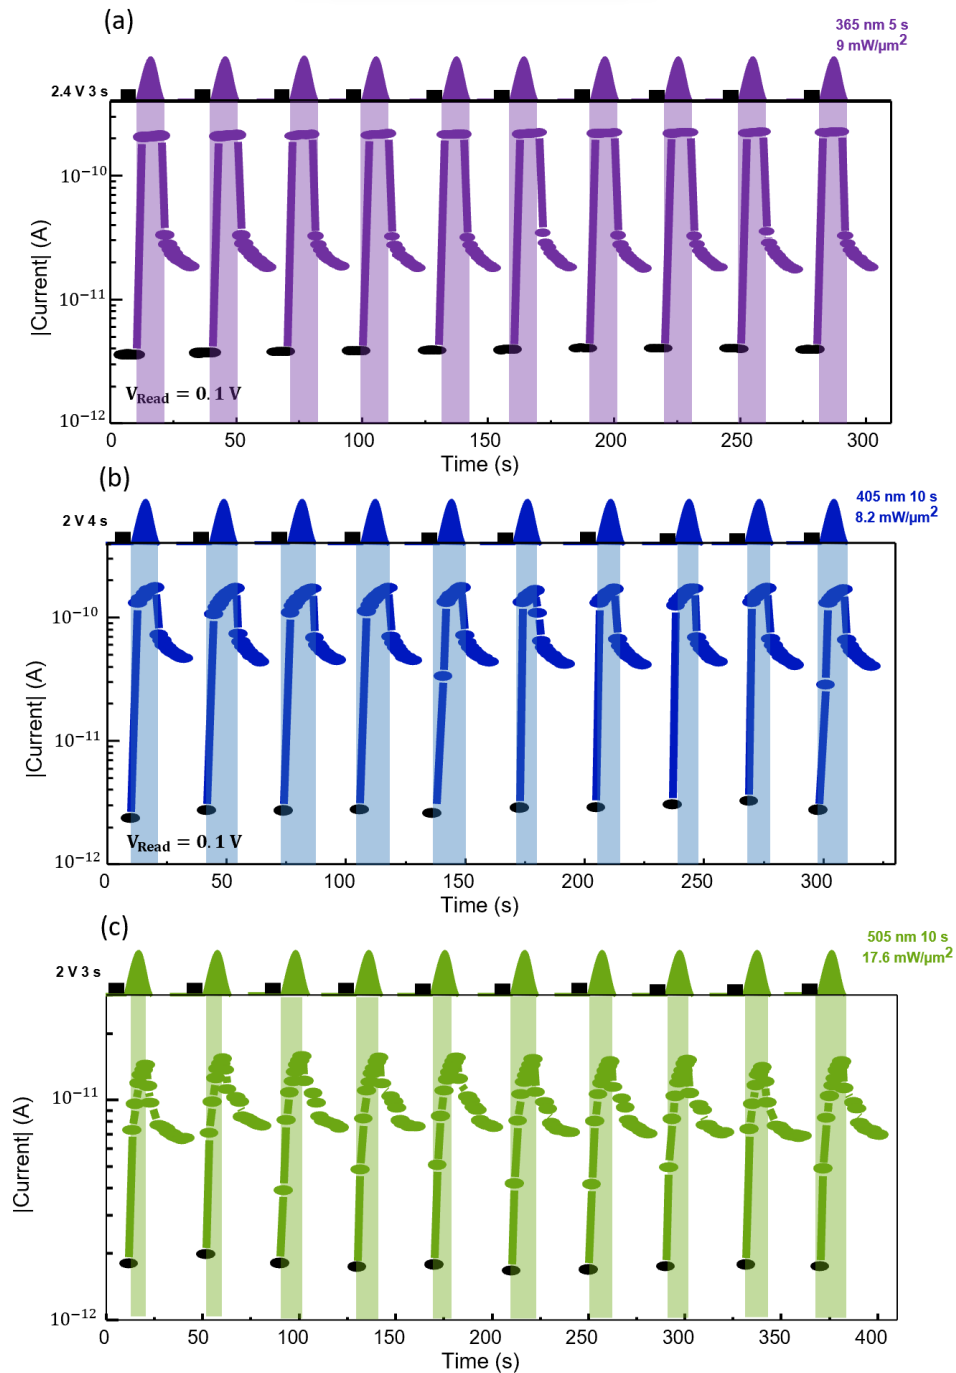 (a)
365 nm 5 s
9 mW/µm²
2.4 V 3 s
10⁻¹⁰
10⁻¹¹
10⁻¹²
|Current| (A)
V_Read = 0.1 V
0 50 100 150 200 250 300
Time (s)
(b)
405 nm 10 s
8.2 mW/µm²
2 V 4 s
10⁻¹⁰
10⁻¹¹
10⁻¹²
|Current| (A)
V_Read = 0.1 V
0 50 100 150 200 250 300
Time (s)
(c)
505 nm 10 s
17.6 mW/µm²
2 V 3 s
10⁻¹¹
10⁻¹²
|Current| (A)
0 50 100 150 200 250 300 350 400
Time (s)